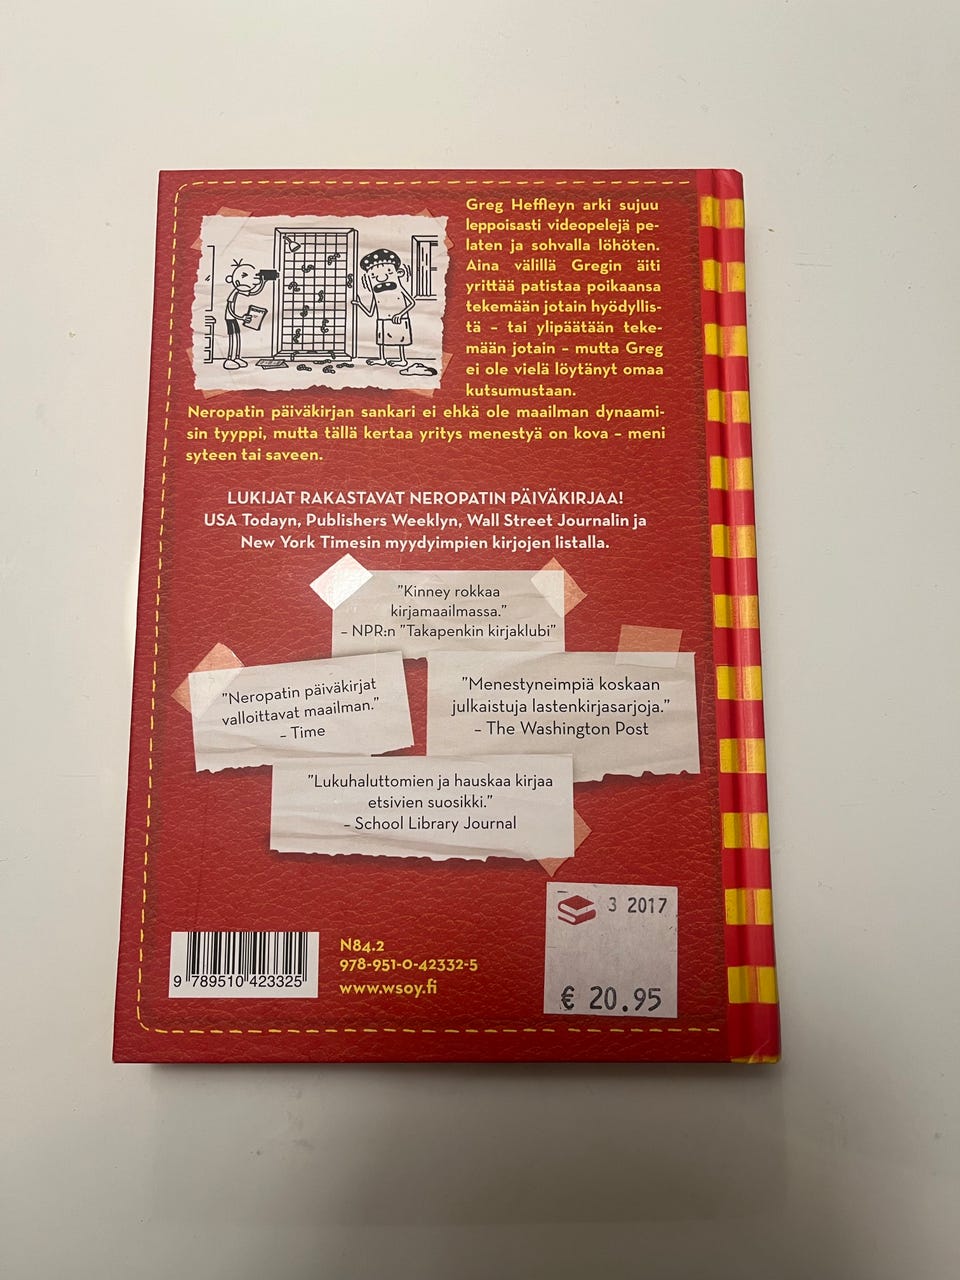 Greg Heffleyn arki sujuu
leppoisasti videopelejä pe-
laten ja sohvalla löhöten.
Aina välillä Gregin äiti
yrittää patistaa poikaansa
tekemään jotain hyödyllis-
tä – tai ylipäätään teke-
mään jotain – mutta Greg
ei ole vielä löytänyt omaa
kutsumustaan.
Neropatin päiväkirjan sankari ei ehkä ole maailman dynaami-
sin tyyppi, mutta tällä kertaa yritys menestyä on kova – meni
syteen tai saveen.
LUKIJAT RAKASTAVAT NEROPATIN PÄIVÄKIRJAA!
USA Todayn, Publishers Weeklyn, Wall Street Journalin ja
New York Timesin myydyimpien kirjojen listalla.
”Kinney rokkaa
kirjamaailmassa.”
– NPR:n ”Takapenkin kirjaklubi”
”Neropatin päiväkirjat
valloittavat maailman.”
– Time
”Menestyneimpiä koskaan
julkaistuja lastenkirjasarjoja.”
– The Washington Post
”Lukuhaluttomien ja hauskaa kirjaa
etsivien suosikki.”
– School Library Journal
3 2017
€ 20.95
N84.2
978-951-0-42332-5
www.wsoy.fi
9 789510 423325